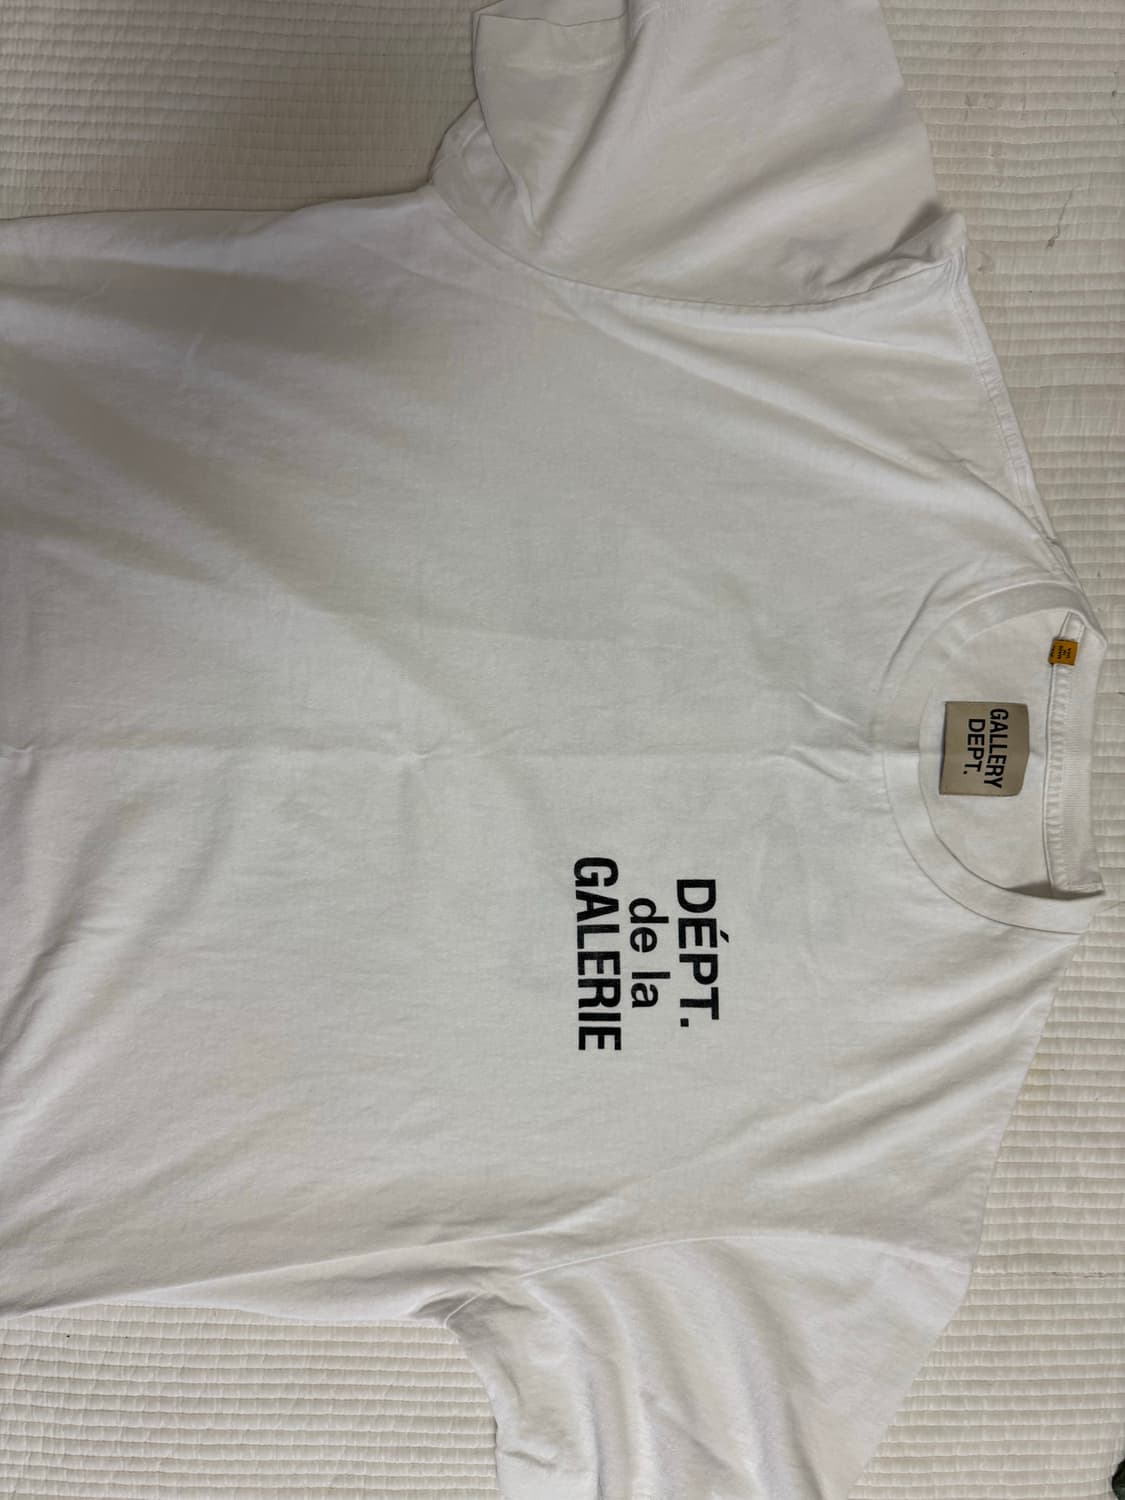 GALLERY
DEPT.
DÉPT.
de la
GALERIE